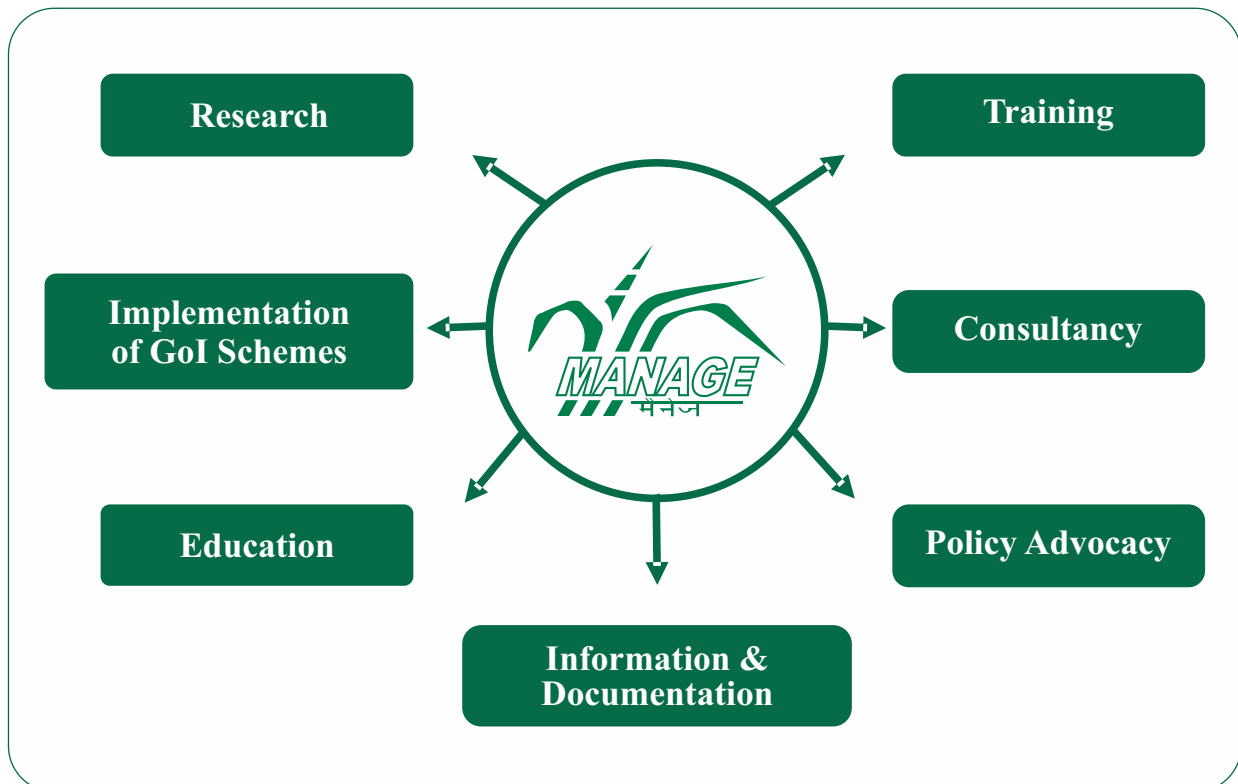 Research
Training
Implementation
of GoI Schemes
Consultancy
MANAGE
मैनेज
Education
Policy Advocacy
Information &
Documentation